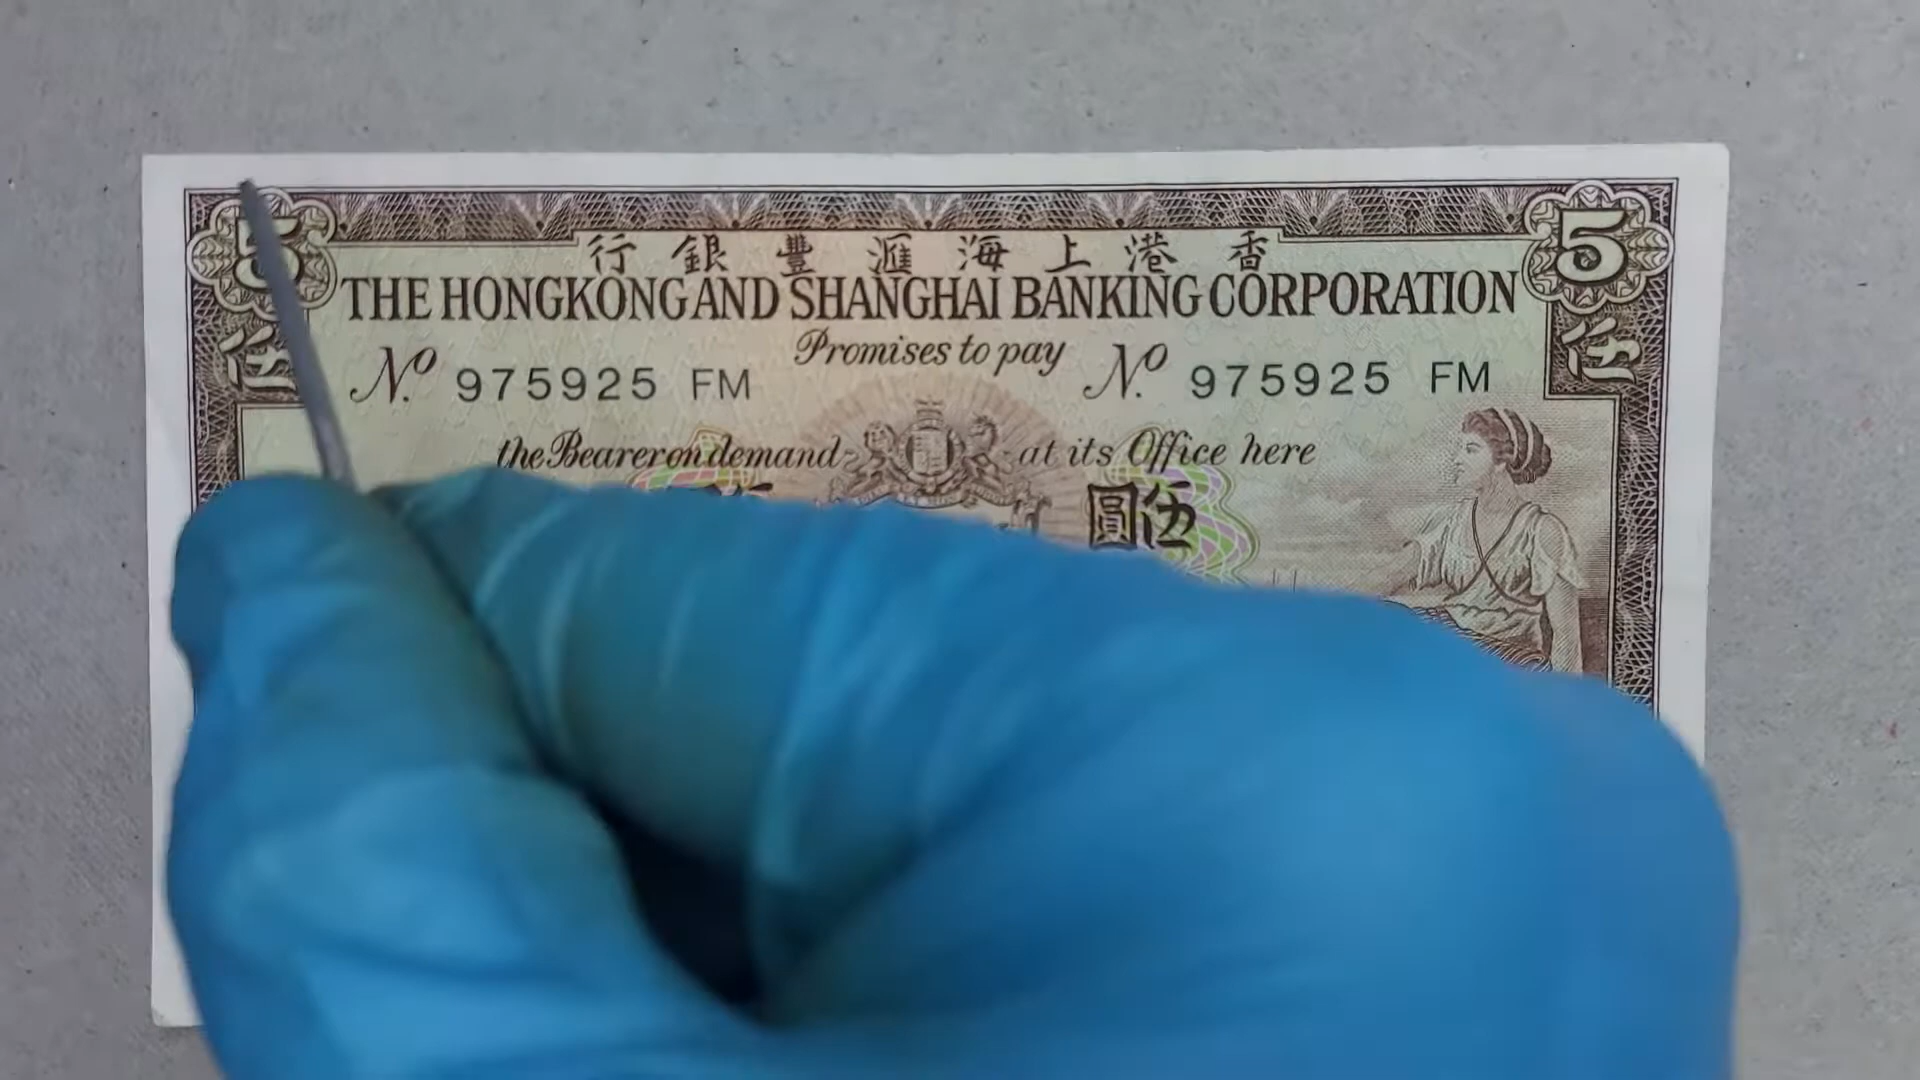 5 5
行銀豐滙海上港香
THE HONGKONG AND SHANGHAI BANKING CORPORATION
Promises to pay
伍 伍
No. 975925 FM No. 975925 FM
the Bearer on demand at its Office here
圓伍